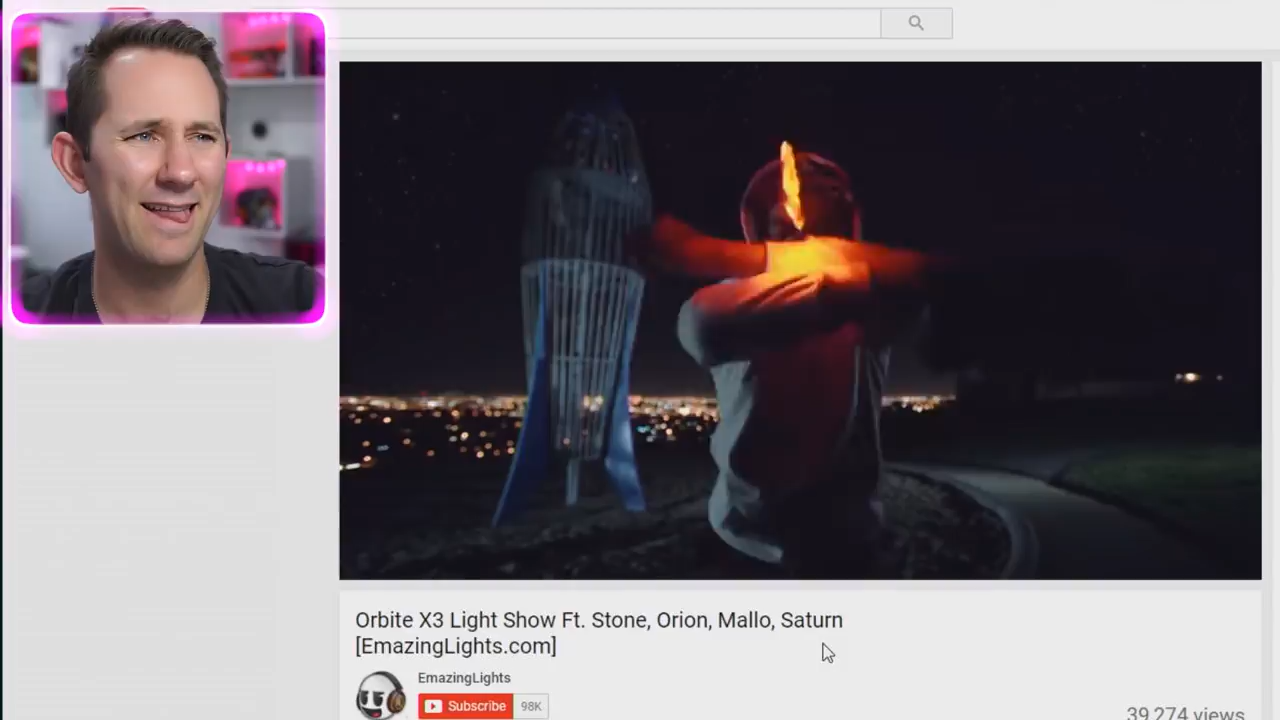 Orbite X3 Light Show Ft. Stone, Orion, Mallo, Saturn
[EmazingLights.com]
EmazingLights
Subscribe 98K
39,274 views